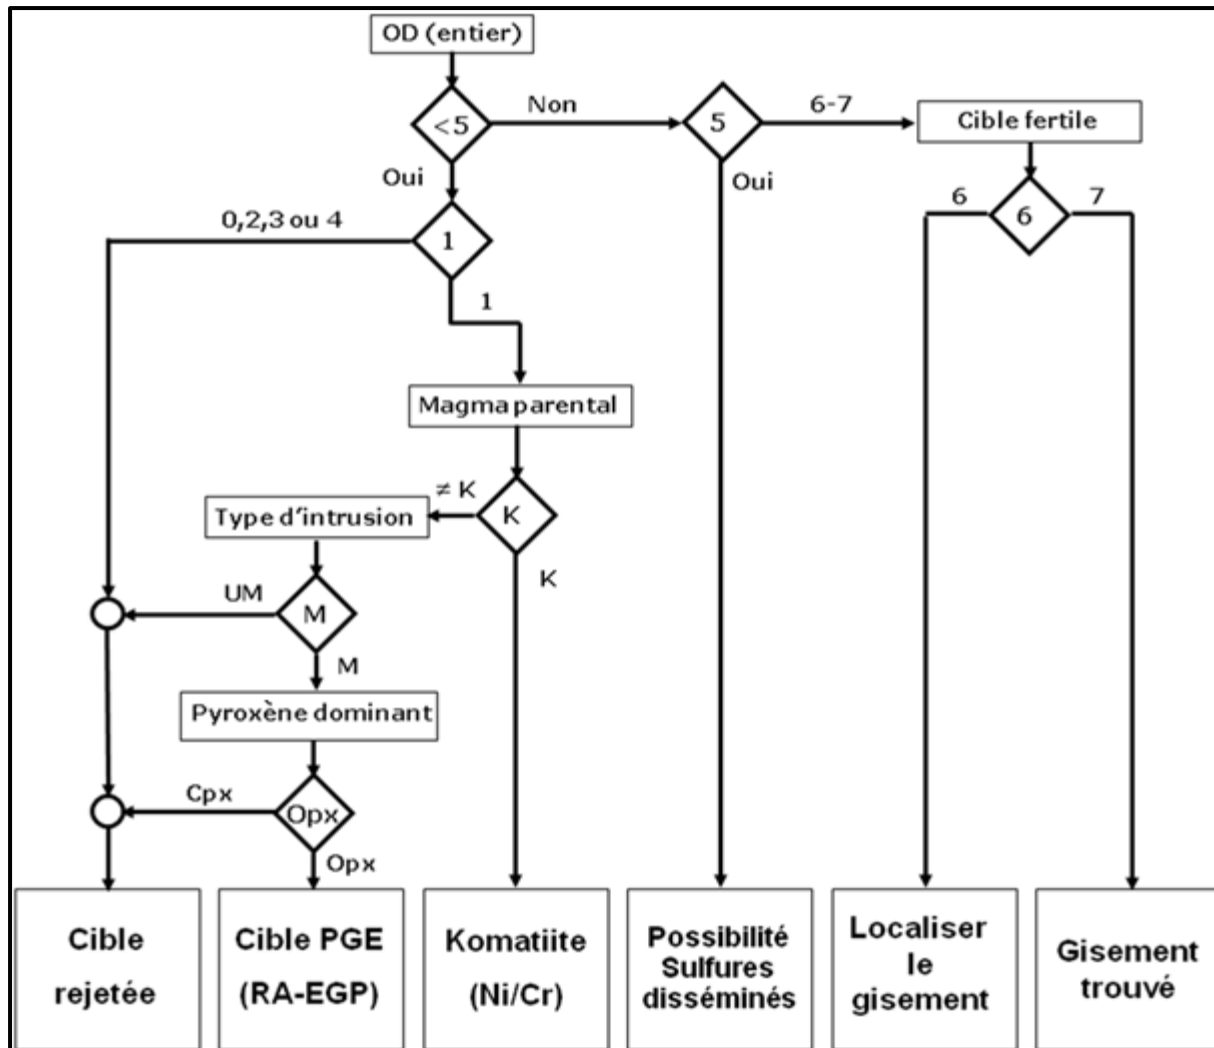 OD (entier)
<5
Non
5
6-7
Cible fertile
Oui
Oui
6
6
7
0,2,3 ou 4
1
1
Magma parental
≠ K
K
Type d'intrusion
K
UM
M
M
Pyroxène dominant
Cpx
Opx
Opx
Cible
rejetée
Cible PGE
(RA-EGP)
Komatiite
(Ni/Cr)
Possibilité
Sulfures
disséminés
Localiser
le
gisement
Gisement
trouvé